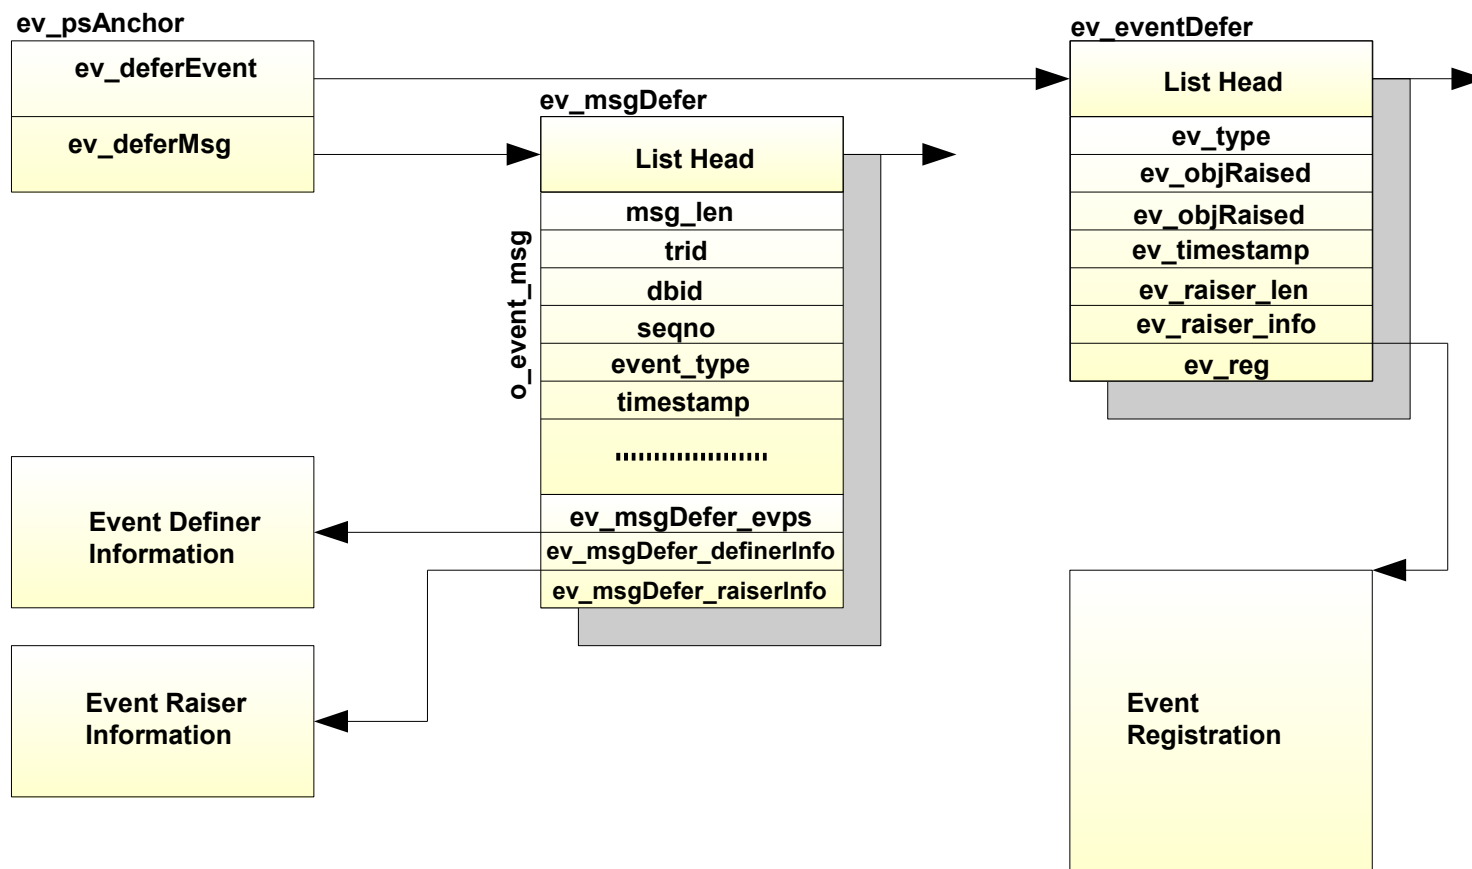 ev_psAnchor
ev_deferEvent
ev_deferMsg
ev_msgDefer
List Head
o_event_msg
msg_len
trid
dbid
seqno
event_type
timestamp
....................
ev_msgDefer_evps
ev_msgDefer_definerInfo
ev_msgDefer_raiserInfo
Event Definer
Information
Event Raiser
Information
ev_eventDefer
List Head
ev_type
ev_objRaised
ev_objRaised
ev_timestamp
ev_raiser_len
ev_raiser_info
ev_reg
Event
Registration